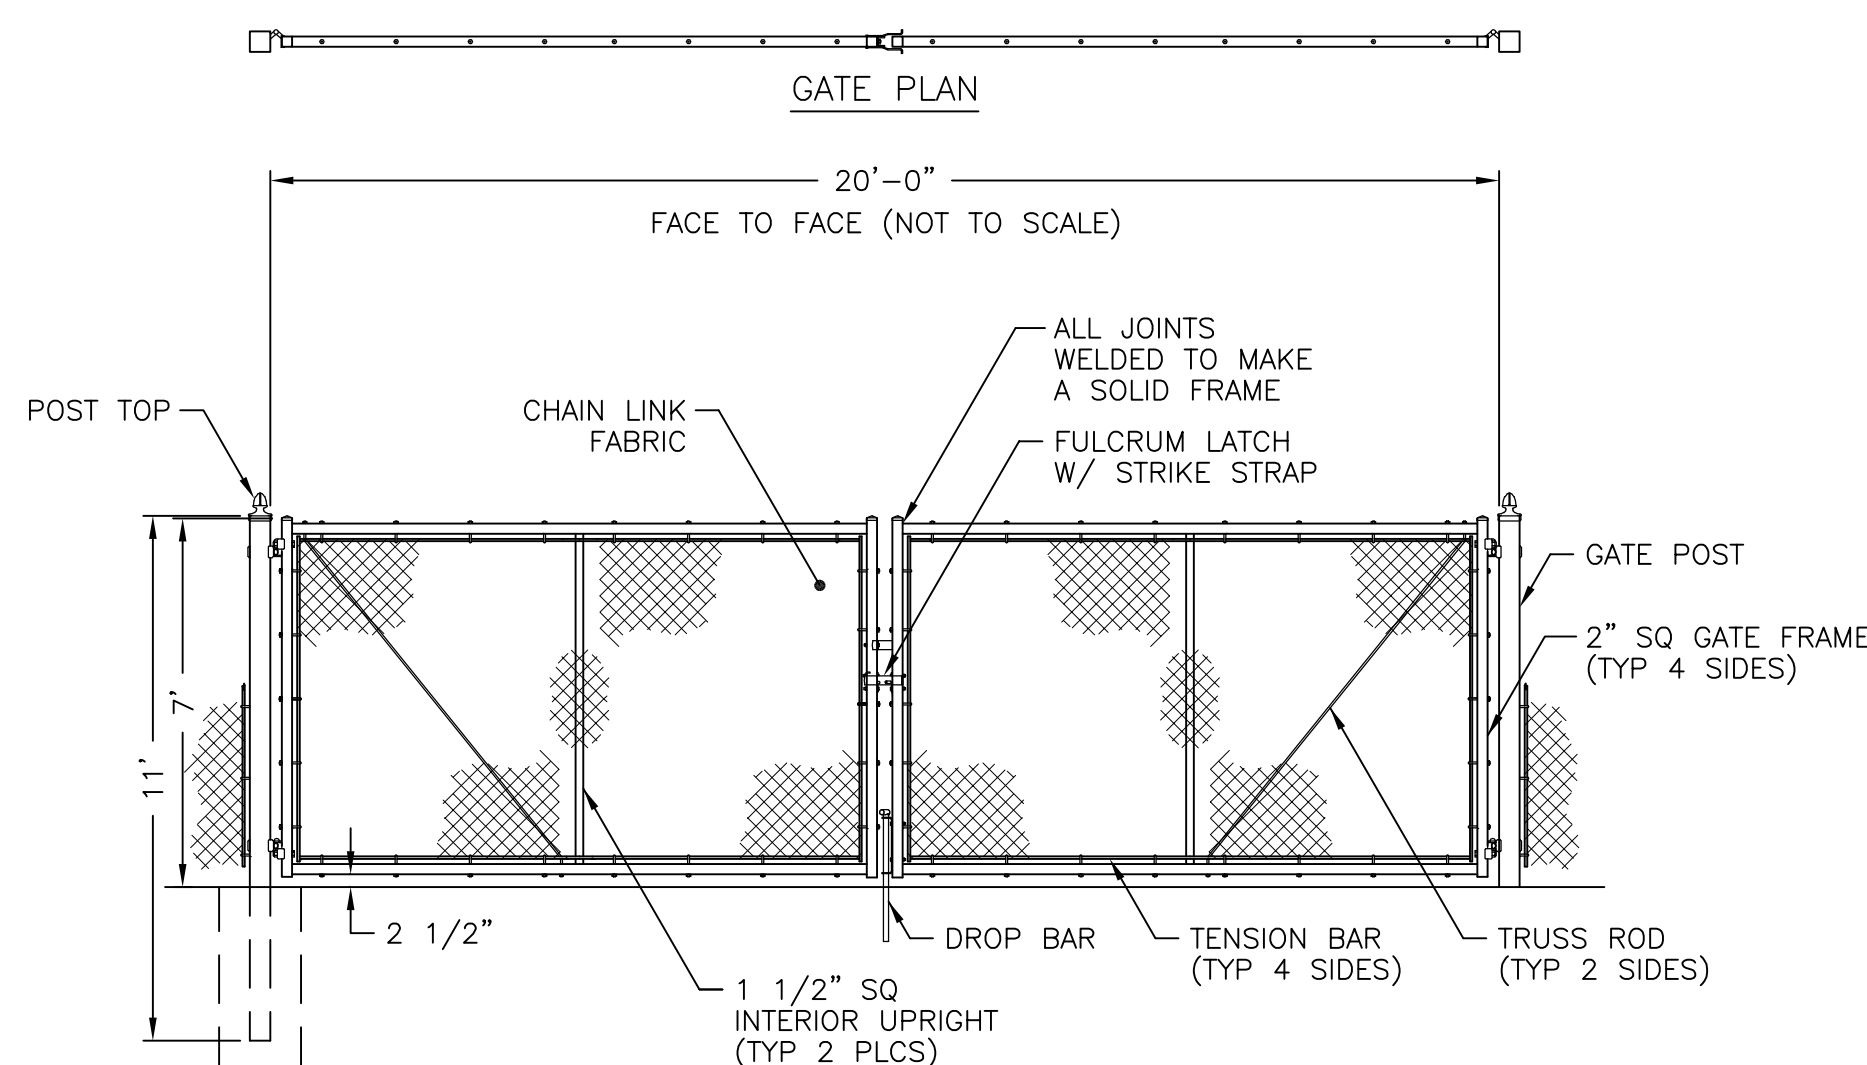 GATE PLAN
20'-0"
FACE TO FACE (NOT TO SCALE)
ALL JOINTS
WELDED TO MAKE
A SOLID FRAME
POST TOP
CHAIN LINK
FABRIC
FULCRUM LATCH
W/ STRIKE STRAP
GATE POST
2" SQ GATE FRAME
(TYP 4 SIDES)
7'
11'
2 1/2"
DROP BAR
TENSION BAR
(TYP 4 SIDES)
TRUSS ROD
(TYP 2 SIDES)
1 1/2" SQ
INTERIOR UPRIGHT
(TYP 2 PLCS)